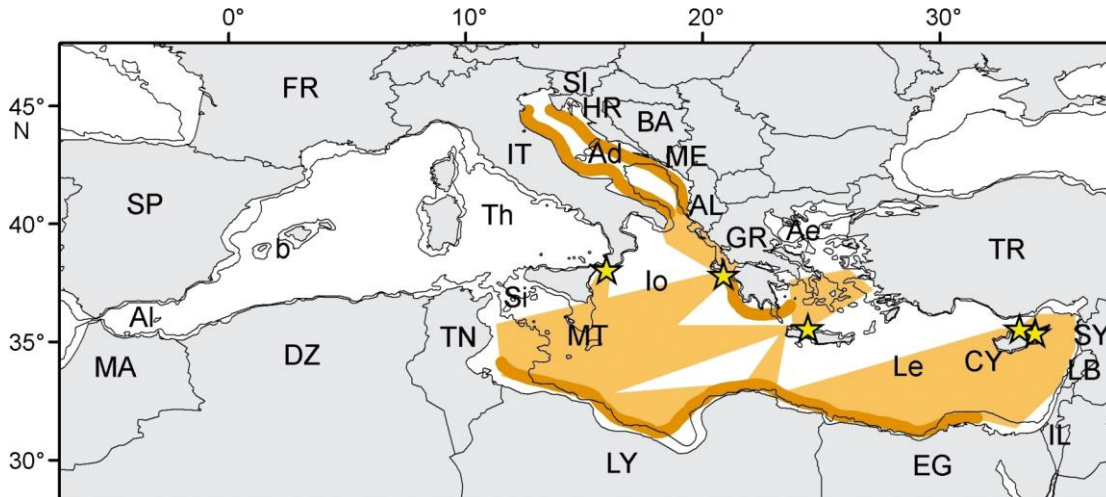 0° 10° 20° 30°
SI
FR
45°
HR
N
BA
IT
Ad
ME
SP
AL
Th
40°
GR
Ae
b
TR
Io
Si
Al
MT
TN
SY
35°
MA
DZ
Le
CY
LB
IL
30°
LY
EG